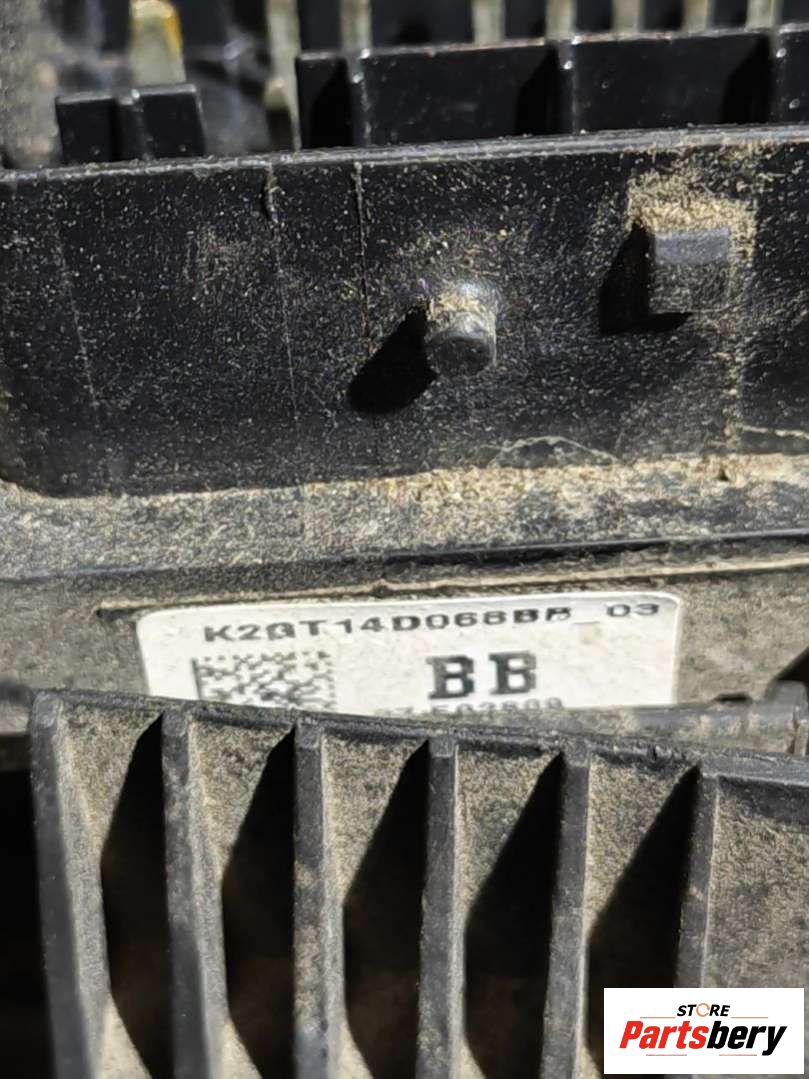 K2GT14D068BB_03
BB
STORE
Partsbery